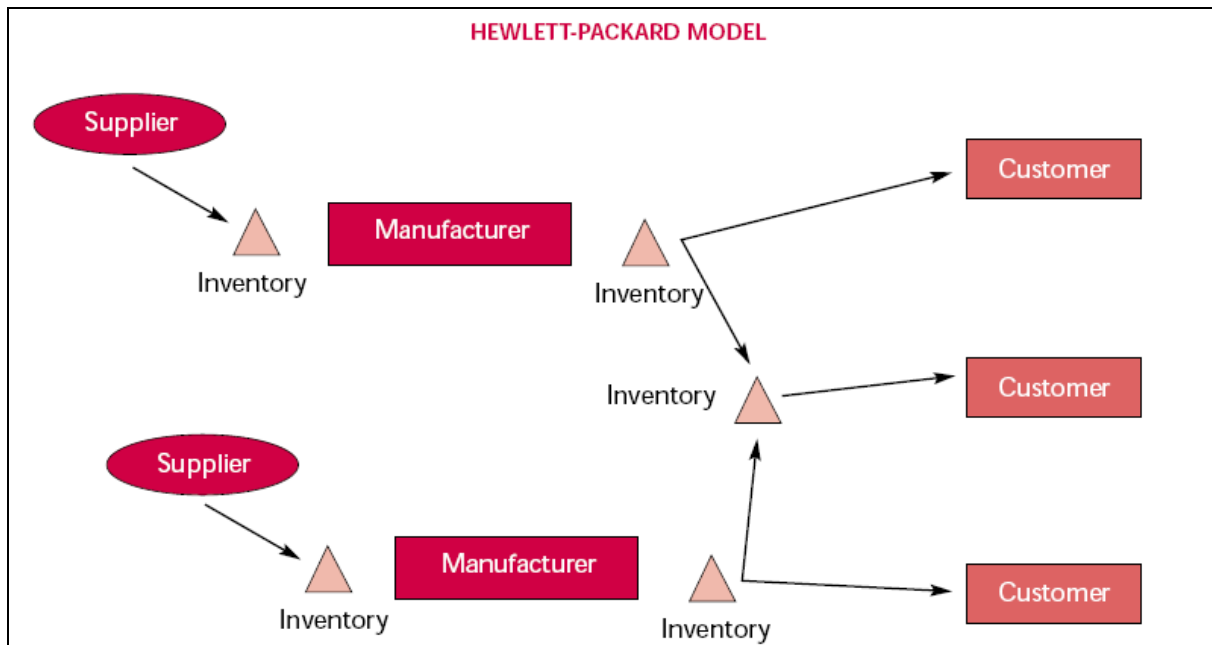 HEWLETT-PACKARD MODEL
Supplier
Customer
Manufacturer
Inventory
Inventory
Customer
Inventory
Supplier
Manufacturer
Customer
Inventory
Inventory